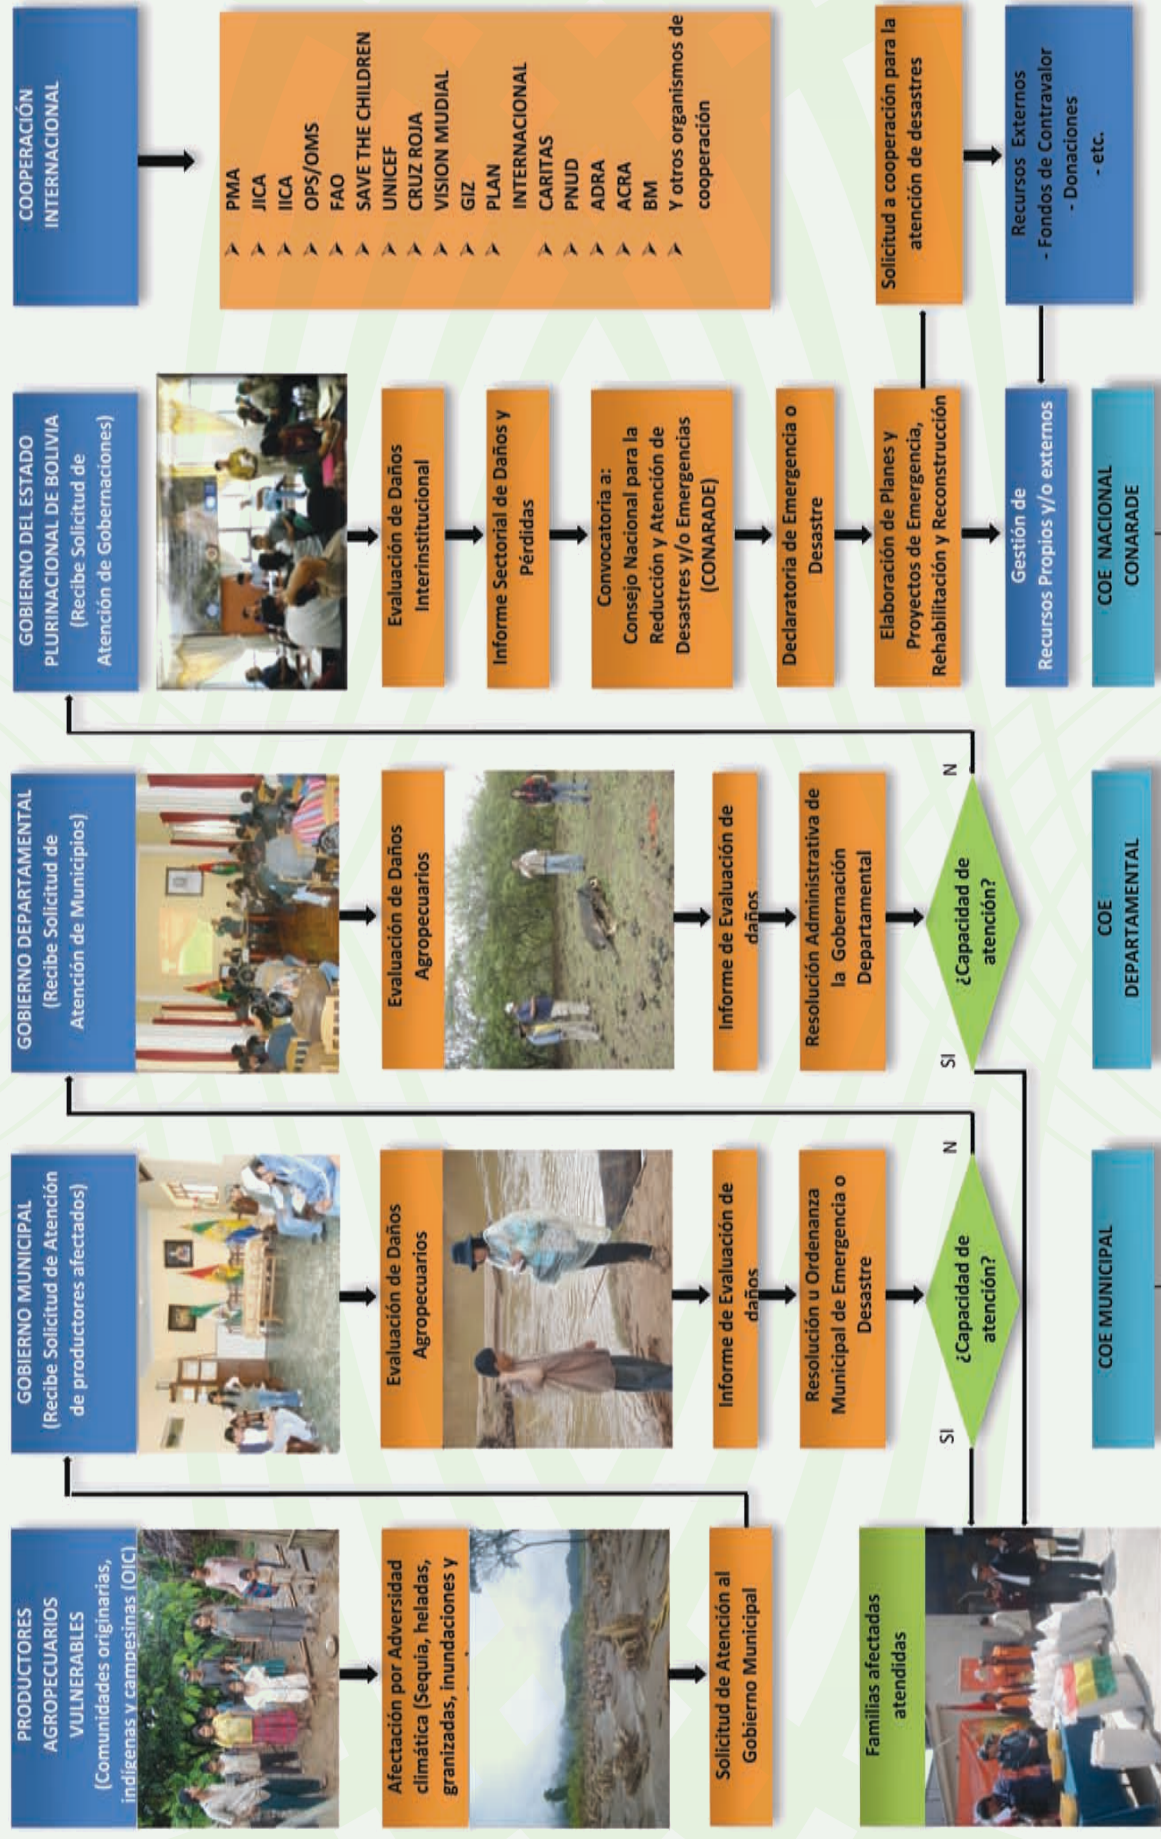 PRODUCTORES
AGROPECUARIOS
VULNERABLES
(Comunidades originarias,
indígenas y campesinas (OIC)
Afectación por Adversidad
climática (Sequia, heladas,
granizadas, inundaciones y
Solicitud de Atención al
Gobierno Municipal
Familias afectadas
atendidas
GOBIERNO MUNICIPAL
(Recibe Solicitud de Atención
de productores afectados)
Evaluación de Daños
Agropecuarios
Informe de Evaluación de
daños
Resolución u Ordenanza
Municipal de Emergencia o
Desastre
¿Capacidad de
atención?
SI
N
COE MUNICIPAL
GOBIERNO DEPARTAMENTAL
(Recibe Solicitud de
Atención de Municipios)
Evaluación de Daños
Agropecuarios
Informe de Evaluación de
daños
Resolución Administrativa de
la Gobernación
Departamental
¿Capacidad de
atención?
SI
N
COE
DEPARTAMENTAL
GOBIERNO DEL ESTADO
PLURINACIONAL DE BOLIVIA
(Recibe Solicitud de
Atención de Gobernaciones)
Evaluación de Daños
Interinstitucional
Informe Sectorial de Daños y
Pérdidas
Convocatoria a:
Consejo Nacional para la
Reducción y Atención de
Desastres y/o Emergencias
(CONARADE)
Declaratoria de Emergencia o
Desastre
Elaboración de Planes y
Proyectos de Emergencia,
Rehabilitación y Reconstrucción
Gestión de
Recursos Propios y/o externos
COE NACIONAL
CONARADE
COOPERACIÓN
INTERNACIONAL
➤ PMA
➤ JICA
➤ IICA
➤ OPS/OMS
➤ FAO
➤ SAVE THE CHILDREN
➤ UNICEF
➤ CRUZ ROJA
➤ VISION MUDIAL
➤ GIZ
➤ PLAN
INTERNACIONAL
➤ CARITAS
➤ PNUD
➤ ADRA
➤ ACRA
➤ BM
➤ Y otros organismos de
cooperación
Solicitud a cooperación para la
atención de desastres
Recursos Externos
- Fondos de Contravalor
- Donaciones
- etc.